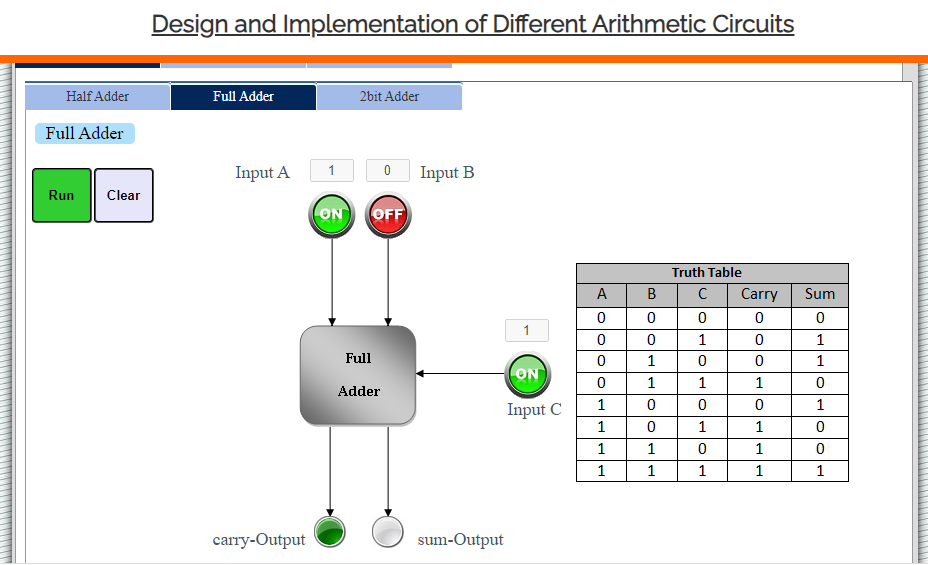 Design and Implementation of Different Arithmetic Circuits
Half Adder Full Adder 2bit Adder
Full Adder
Run Clear
Input A 1 0 Input B
ON OFF
Truth Table
A B C Carry Sum
0 0 0 0 0
0 0 1 0 1
0 1 0 0 1
0 1 1 1 0
1 0 0 0 1
1 0 1 1 0
1 1 0 1 0
1 1 1 1 1
1
ON
Input C
Full
Adder
carry-Output sum-Output